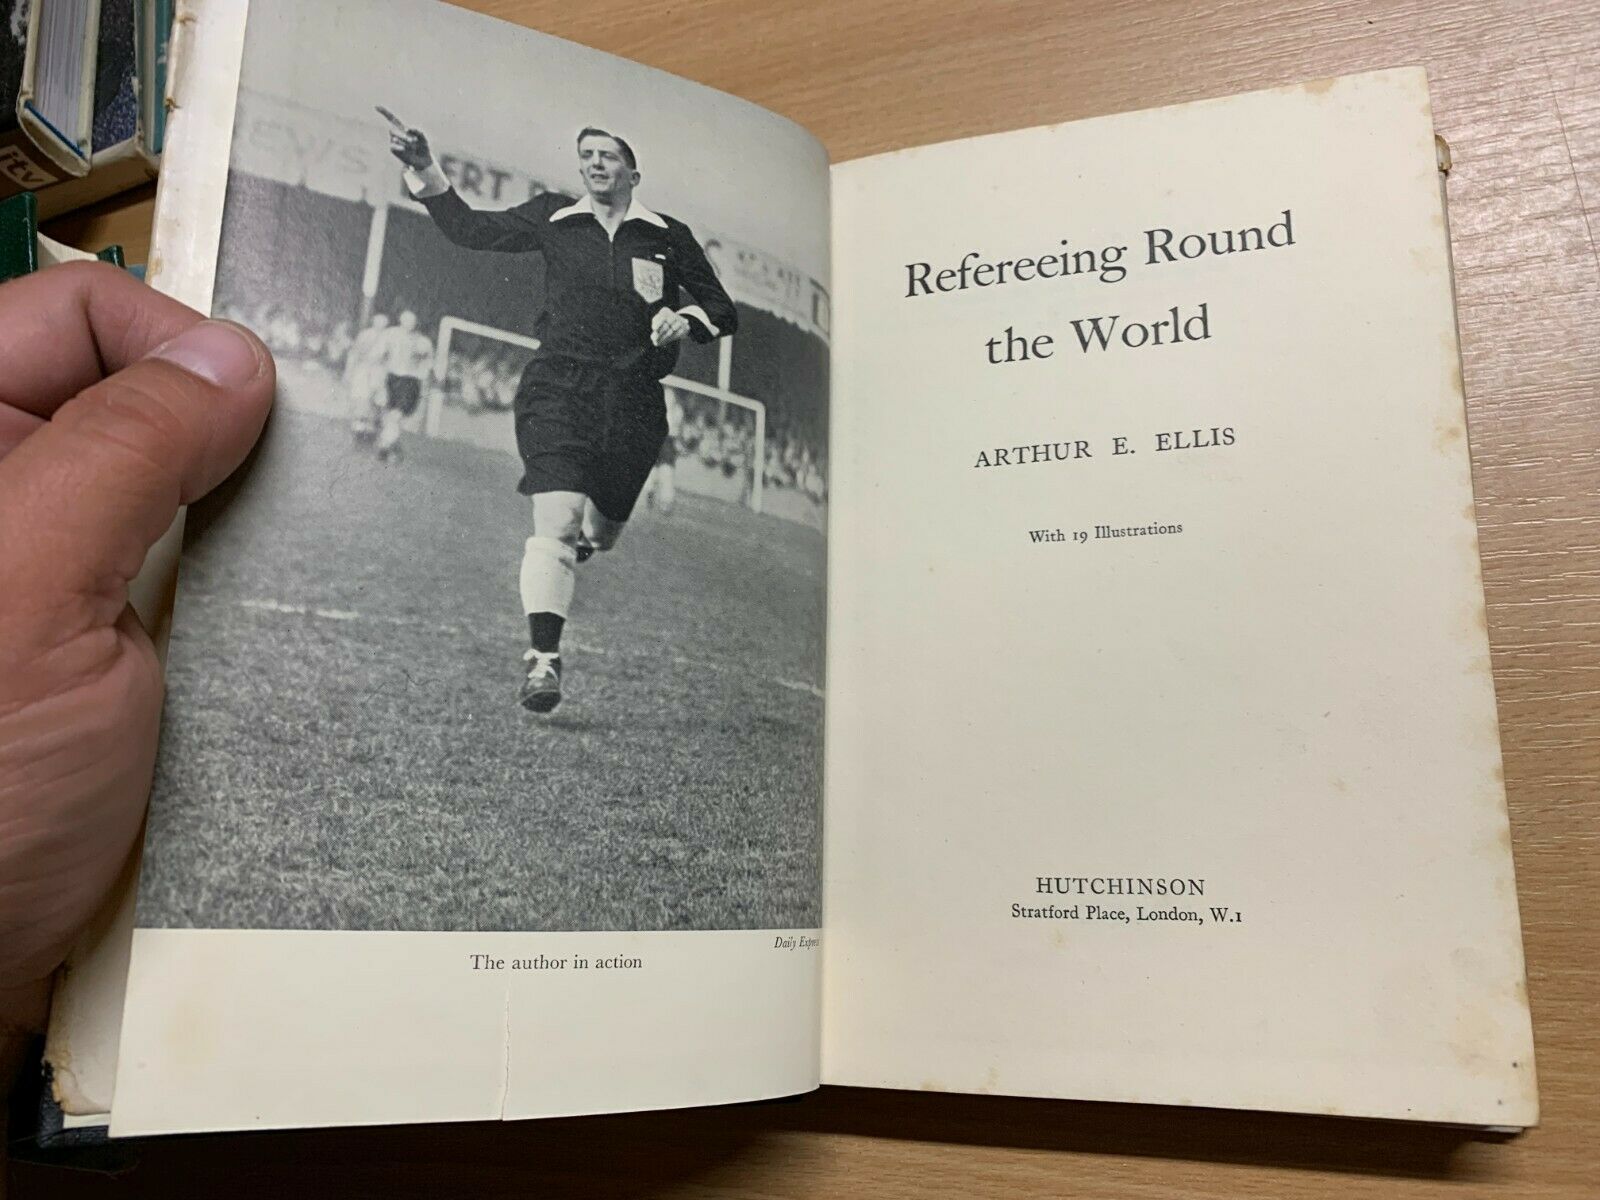 itv
Daily Express
The author in action
Refereeing Round
the World
ARTHUR E. ELLIS
With 19 Illustrations
HUTCHINSON
Stratford Place, London, W.1